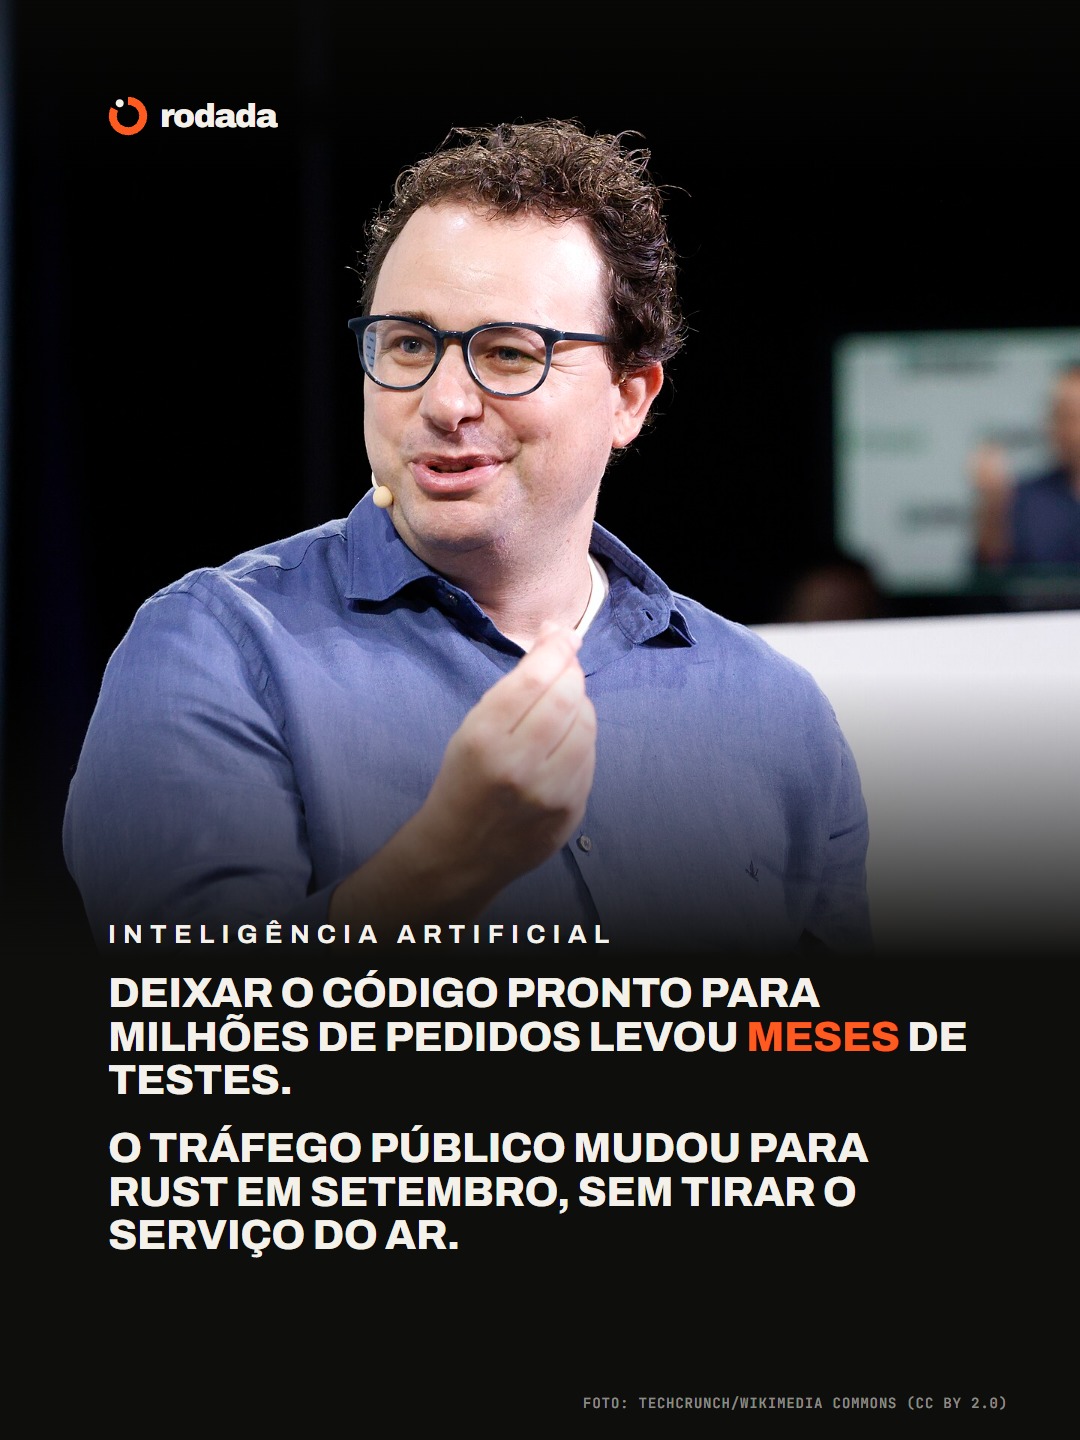 rodada
INTELIGÊNCIA ARTIFICIAL
DEIXAR O CÓDIGO PRONTO PARA
MILHÕES DE PEDIDOS LEVOU MESES DE
TESTES.
O TRÁFEGO PÚBLICO MUDOU PARA
RUST EM SETEMBRO, SEM TIRAR O
SERVIÇO DO AR.
FOTO: TECHCRUNCH/WIKIMEDIA COMMONS (CC BY 2.0)